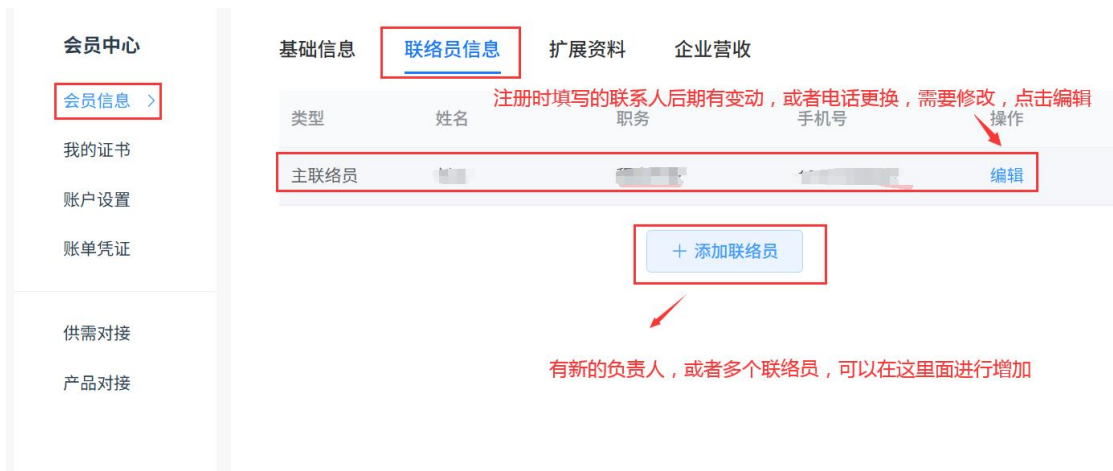 会员中心
会员信息 >
我的证书
账户设置
账单凭证
供需对接
产品对接
基础信息 联络员信息 扩展资料 企业营收
注册时填写的联系人后期有变动，或者电话更换，需要修改，点击编辑
类型 姓名 职务 手机号 操作
主联络员 编辑
+ 添加联络员
有新的负责人，或者多个联络员，可以在这里面进行增加